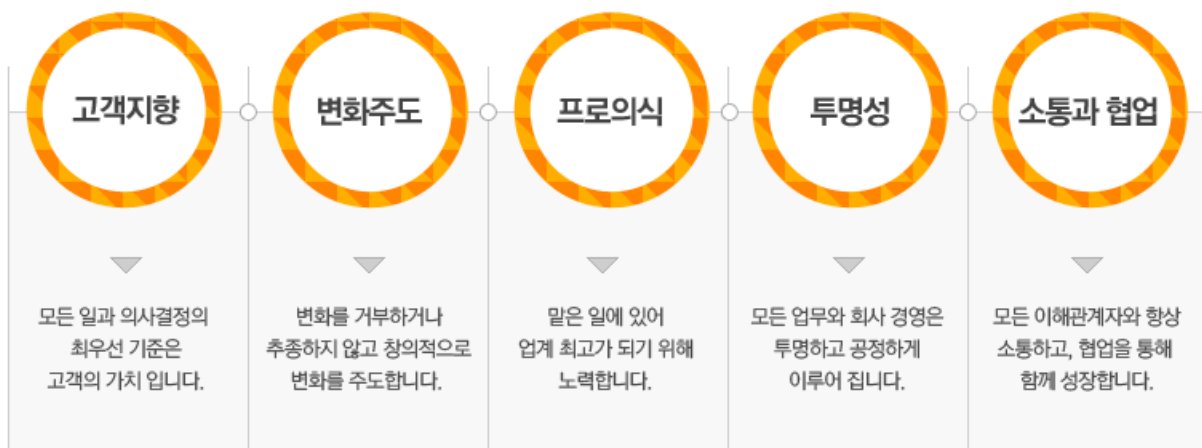 고객지향
모든 일과 의사결정의
최우선 기준은
고객의 가치 입니다.
변화주도
변화를 거부하거나
추종하지 않고 창의적으로
변화를 주도합니다.
프로의식
맡은 일에 있어
업계 최고가 되기 위해
노력합니다.
투명성
모든 업무와 회사 경영은
투명하고 공정하게
이루어 집니다.
소통과 협업
모든 이해관계자와 항상
소통하고, 협업을 통해
함께 성장합니다.